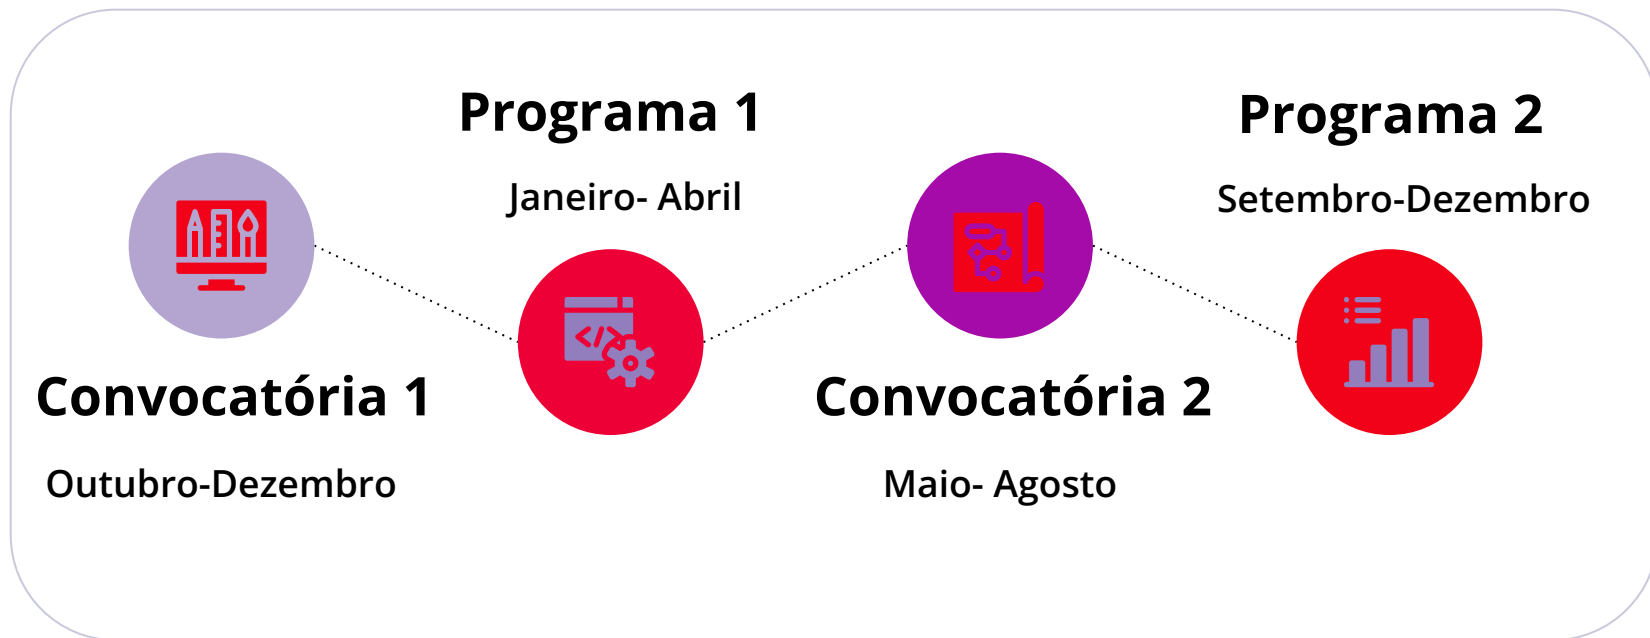 Convocatória 1
Outubro-Dezembro
Programa 1
Janeiro- Abril
Convocatória 2
Maio- Agosto
Programa 2
Setembro-Dezembro